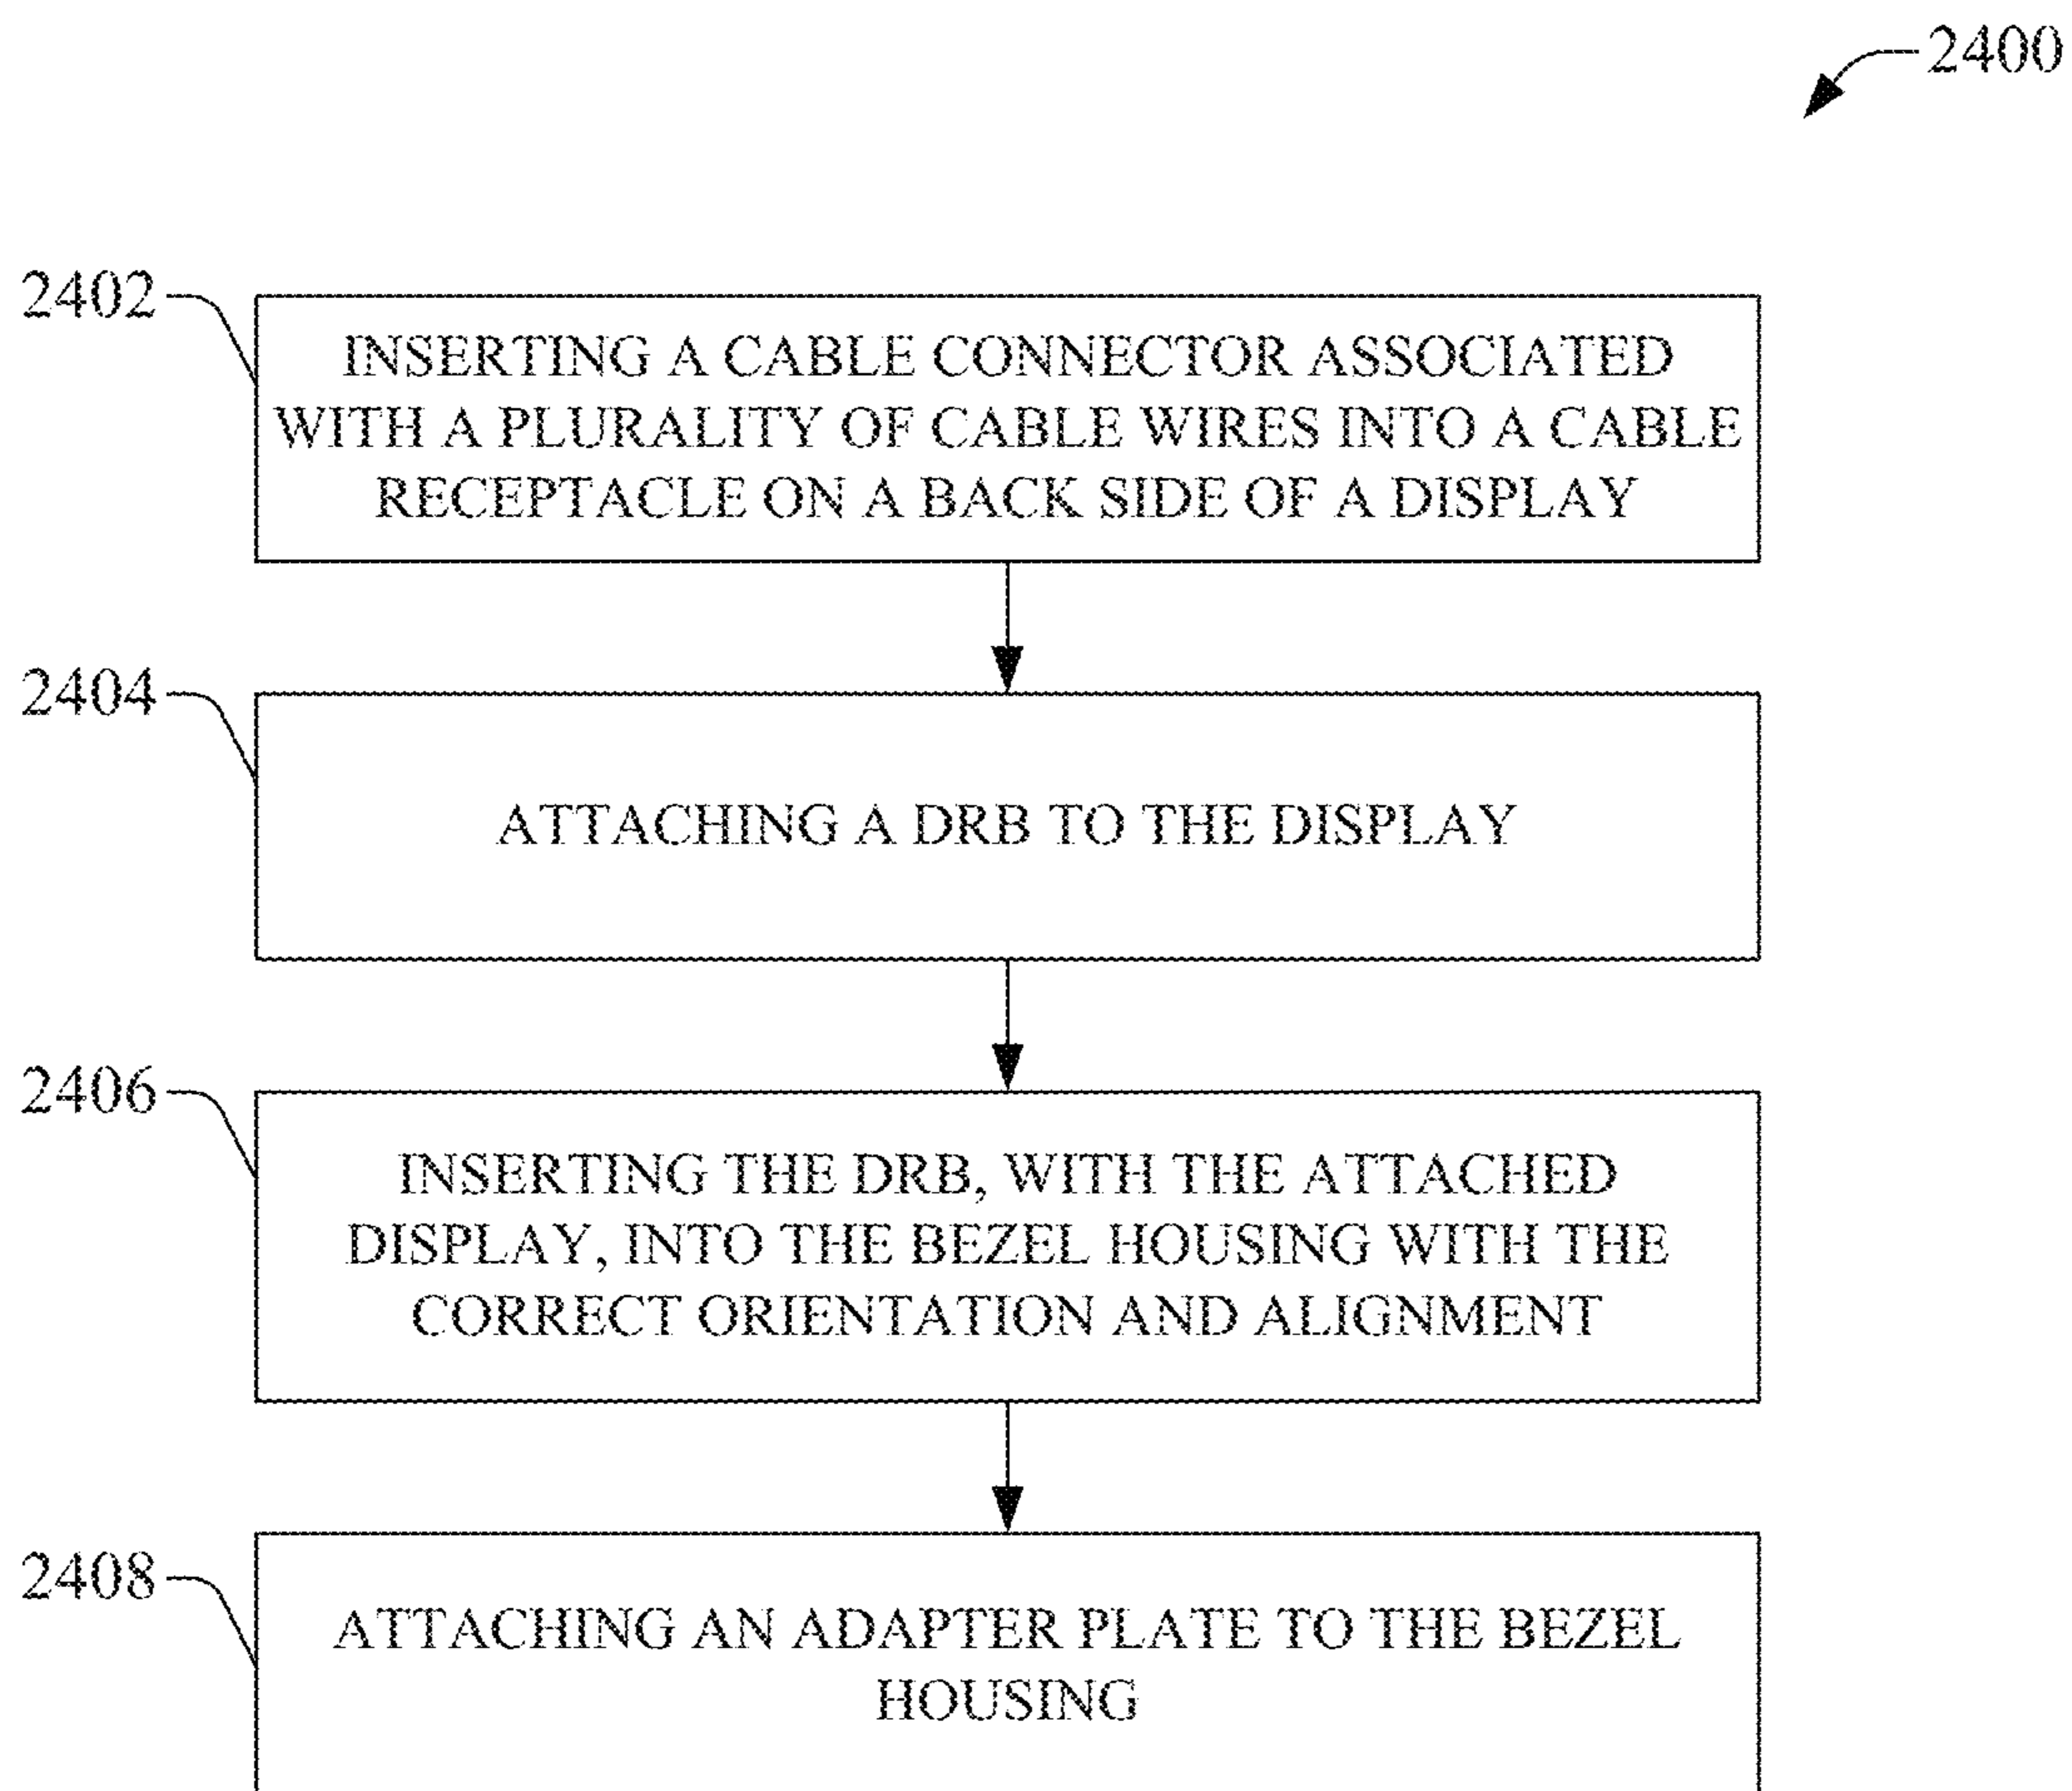 2400
2402
INSERTING A CABLE CONNECTOR ASSOCIATED
WITH A PLURALITY OF CABLE WIRES INTO A CABLE
RECEPTACLE ON A BACK SIDE OF A DISPLAY
2404
ATTACHING A DRB TO THE DISPLAY
2406
INSERTING THE DRB, WITH THE ATTACHED
DISPLAY, INTO THE BEZEL HOUSING WITH THE
CORRECT ORIENTATION AND ALIGNMENT
2408
ATTACHING AN ADAPTER PLATE TO THE BEZEL
HOUSING